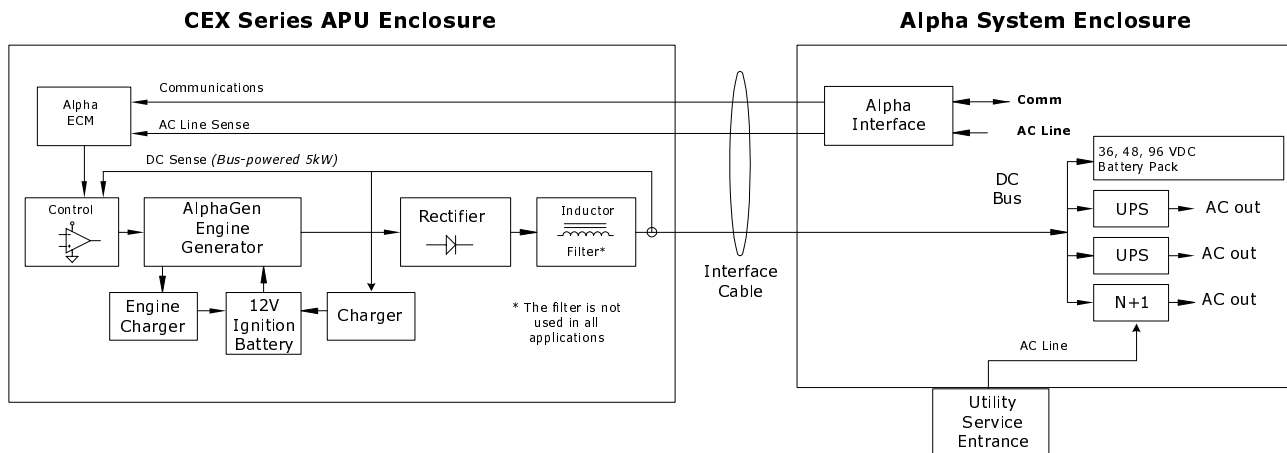 CEX Series APU Enclosure
Alpha System Enclosure
Communications
Alpha
ECM
AC Line Sense
Alpha
Interface
Comm
AC Line
DC Sense (Bus-powered 5kW)
36, 48, 96 VDC
Battery Pack
DC
Bus
Control
AlphaGen
Engine
Generator
Rectifier
Inductor
Filter*
UPS
AC out
UPS
AC out
Interface
Cable
N+1
AC out
Engine
Charger
12V
Ignition
Battery
Charger
* The filter is not
used in all
applications
AC Line
Utility
Service
Entrance